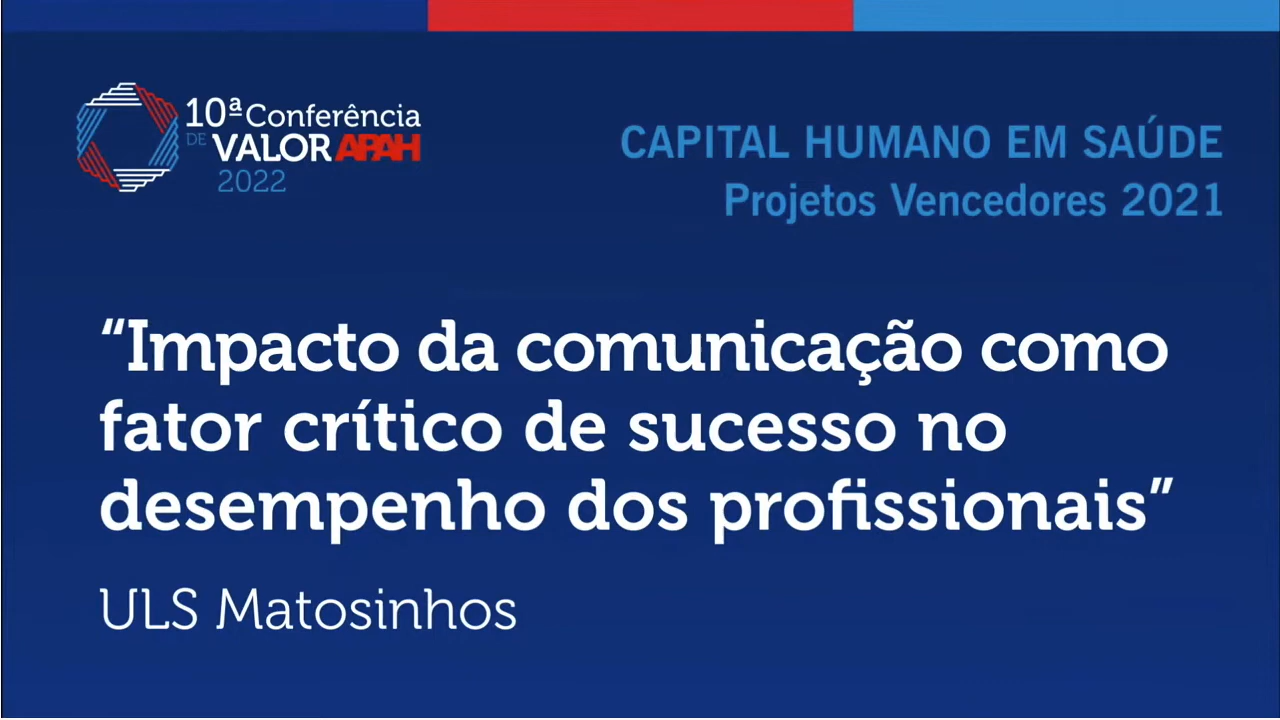 10ª Conferência
DE VALOR APAH
2022
CAPITAL HUMANO EM SAÚDE
Projetos Vencedores 2021
“Impacto da comunicação como
fator crítico de sucesso no
desempenho dos profissionais”
ULS Matosinhos